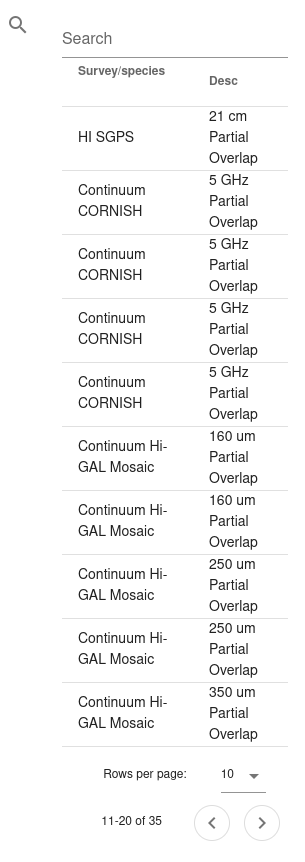 Search
Survey/species
Desc
HI SGPS
21 cm
Partial
Overlap
Continuum
CORNISH
5 GHz
Partial
Overlap
Continuum
CORNISH
5 GHz
Partial
Overlap
Continuum
CORNISH
5 GHz
Partial
Overlap
Continuum
CORNISH
5 GHz
Partial
Overlap
Continuum Hi-
GAL Mosaic
160 um
Partial
Overlap
Continuum Hi-
GAL Mosaic
160 um
Partial
Overlap
Continuum Hi-
GAL Mosaic
250 um
Partial
Overlap
Continuum Hi-
GAL Mosaic
250 um
Partial
Overlap
Continuum Hi-
GAL Mosaic
350 um
Partial
Overlap
Rows per page: 10
11-20 of 35